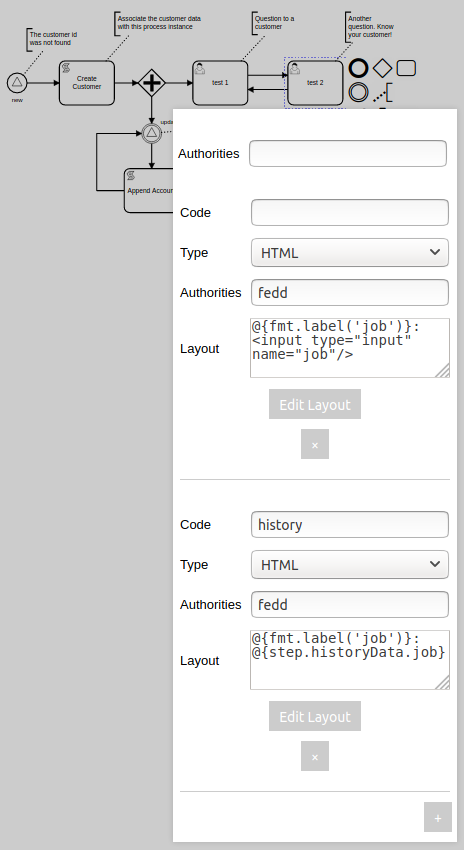 The customer id
was not found
Associate the customer data
with this process instance
Question to a
customer
Another
question. Know
your customer!
new
Create
Customer
test 1
test 2
Append Accoun
Authorities
Code
Type HTML
Authorities fedd
Layout @{fmt.label('job')}:
<input type="input"
name="job"/>
Edit Layout
×
Code history
Type HTML
Authorities fedd
Layout @{fmt.label('job')}:
@{step.historyData.job}
Edit Layout
×
+